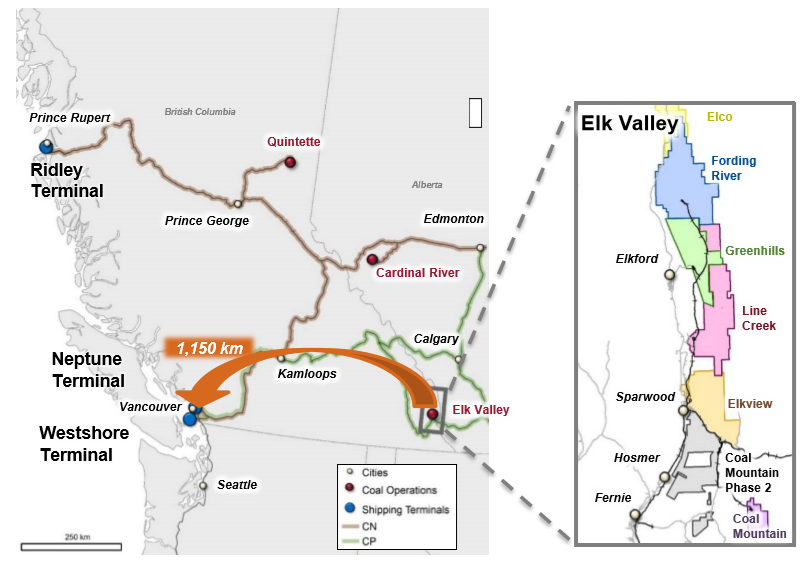 British Columbia
Prince Rupert
Ridley
Terminal
Quintette
Prince George
Alberta
Edmonton
Cardinal River
1,150 km
Calgary
Neptune
Terminal
Kamloops
Vancouver
Elk Valley
Westshore
Terminal
Seattle
Cities
Coal Operations
Shipping Terminals
CN
CP
250 km
Elk Valley
Elco
Fording
River
Elkford
Greenhills
Line
Creek
Sparwood
Elkview
Hosmer
Coal
Mountain
Phase 2
Fernie
Coal
Mountain